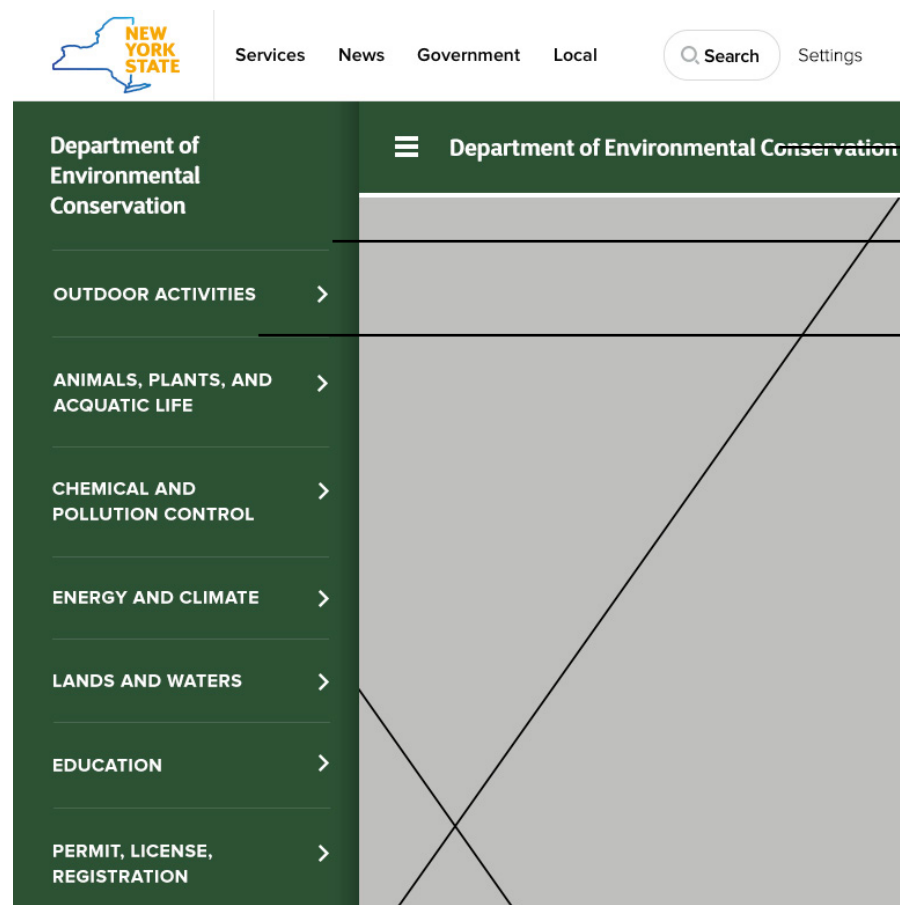 NEW
YORK
STATE
Services News Government Local Search Settings
Department of
Environmental
Conservation
Department of Environmental Conservation
OUTDOOR ACTIVITIES
ANIMALS, PLANTS, AND
ACQUATIC LIFE
CHEMICAL AND
POLLUTION CONTROL
ENERGY AND CLIMATE
LANDS AND WATERS
EDUCATION
PERMIT, LICENSE,
REGISTRATION